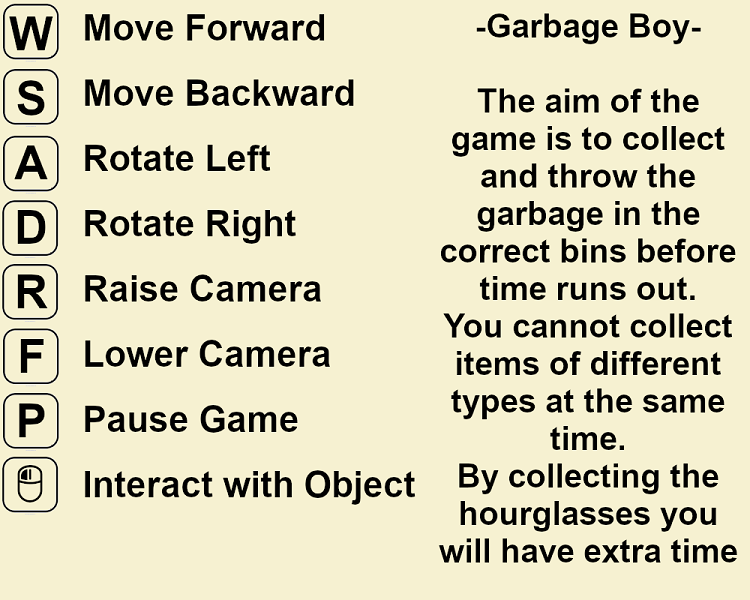 W Move Forward
S Move Backward
A Rotate Left
D Rotate Right
R Raise Camera
F Lower Camera
P Pause Game
Interact with Object
-Garbage Boy-
The aim of the
game is to collect
and throw the
garbage in the
correct bins before
time runs out.
You cannot collect
items of different
types at the same
time.
By collecting the
hourglasses you
will have extra time